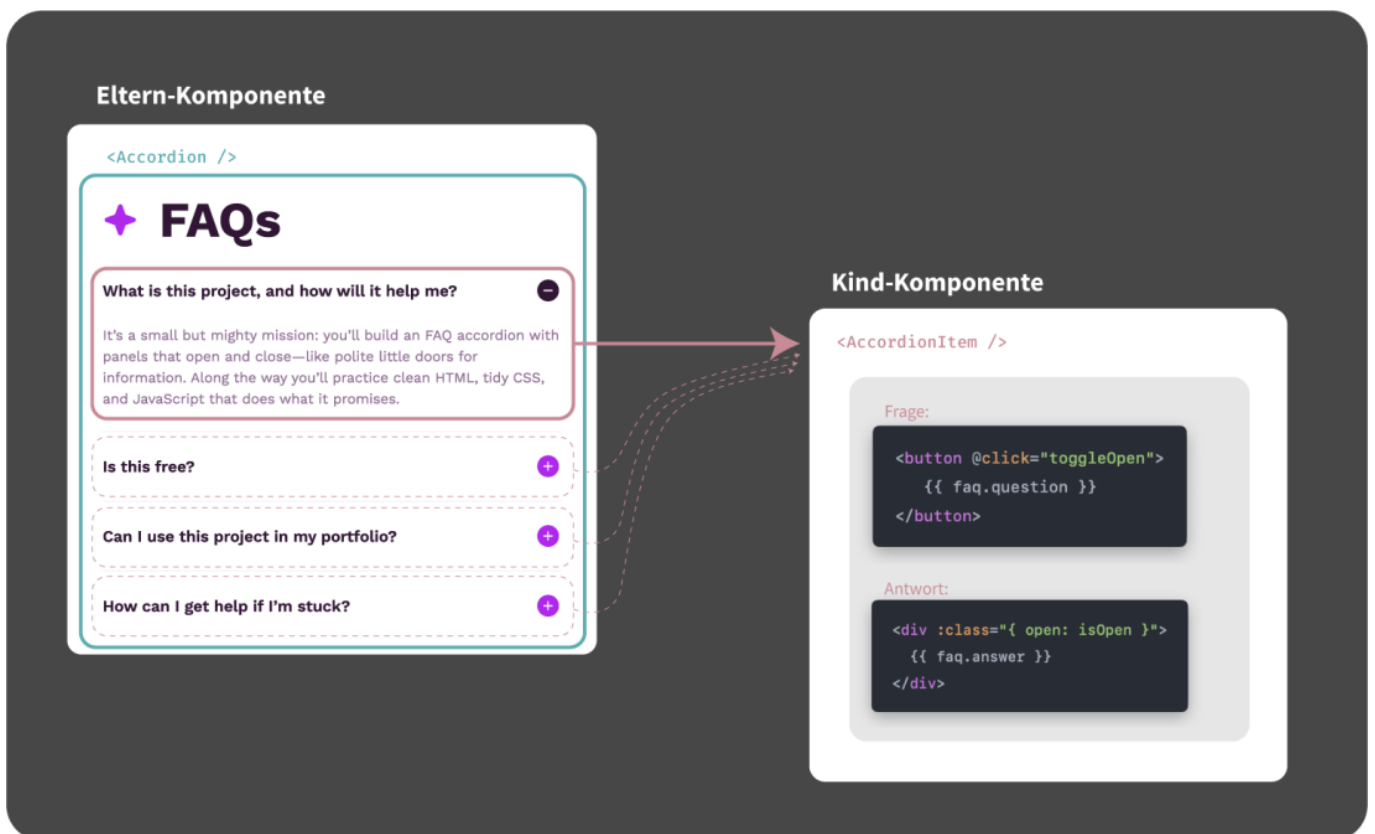 Eltern-Komponente
<Accordion />
FAQs
What is this project, and how will it help me?
It’s a small but mighty mission: you’ll build an FAQ accordion with
panels that open and close—like polite little doors for
information. Along the way you’ll practice clean HTML, tidy CSS,
and JavaScript that does what it promises.
Is this free?
Can I use this project in my portfolio?
How can I get help if I’m stuck?
Kind-Komponente
<AccordionItem />
Frage:
<button @click="toggleOpen">
{{ faq.question }}
</button>
Antwort:
<div :class="{ open: isOpen }">
{{ faq.answer }}
</div>